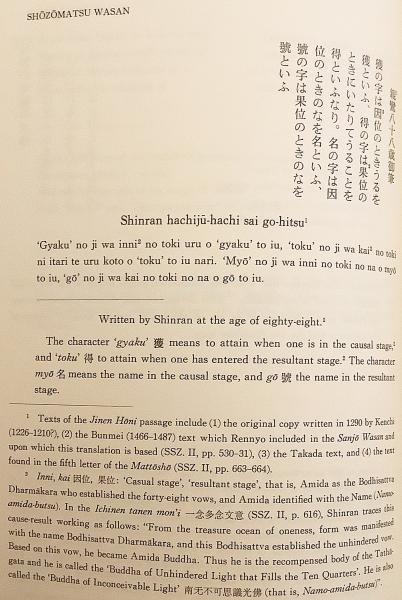 SHŌZŌMATSU WASAN
親鸞八十八歳御筆
獲の字は因位のときうるを
獲といふ、得の字は果位の
ときにいたりてうることを
得といふなり。名の字は因
位のときのなを名といふ、
號の字は果位のときのなを
號といふ
Shinran hachijū-hachi sai go-hitsu¹
‘Gyaku’ no ji wa inni² no toki uru o ‘gyaku’ to iu, ‘toku’ no ji wa kai² no toki
ni itari te uru koto o ‘toku’ to iu nari. ‘Myō’ no ji wa inni no toki no na o myō
to iu, ‘gō’ no ji wa kai no toki no na o gō to iu.
Written by Shinran at the age of eighty-eight.²
The character ‘gyaku’ 獲 means to attain when one is in the causal stage,²
and ‘toku’ 得 to attain when one has entered the resultant stage.² The character
myō 名 means the name in the causal stage, and gō 號 the name in the resultant
stage.
¹ Texts of the Jinen Hōni passage include (1) the original copy written in 1290 by Kenchi
(1226–1210?), (2) the Bunmei (1466–1487) text which Rennyo included in the Sanjō Wasan and
upon which this translation is based (SSZ. II, pp. 530–31), (3) the Takada text, and (4) the text
found in the fifth letter of the Mattōshō (SSZ. II, pp. 663–664).
² Inni, kai 因位, 果位: ‘Casual stage’, ‘resultant stage’, that is, Amida as the Bodhisattva
Dharmākara who established the forty-eight vows, and Amida identified with the Name (Namo-
amida-butsu). In the Ichinen tanen mon’i 一念多念文意 (SSZ. II, p. 616), Shinran traces this
cause-result working as follows: “From the treasure ocean of oneness, form was manifested
with the name Bodhisattva Dharmākara, and this Bodhisattva established the unhindered vow.
Based on this vow, he became Amida Buddha. Thus he is the recompensed body of the Tathā-
gata and he is called the ‘Buddha of Unhindered Light that Fills the Ten Quarters’. He is also
called the ‘Buddha of Inconceivable Light’ 南无不可思議光佛 (that is, Namo-amida-butsu)”.